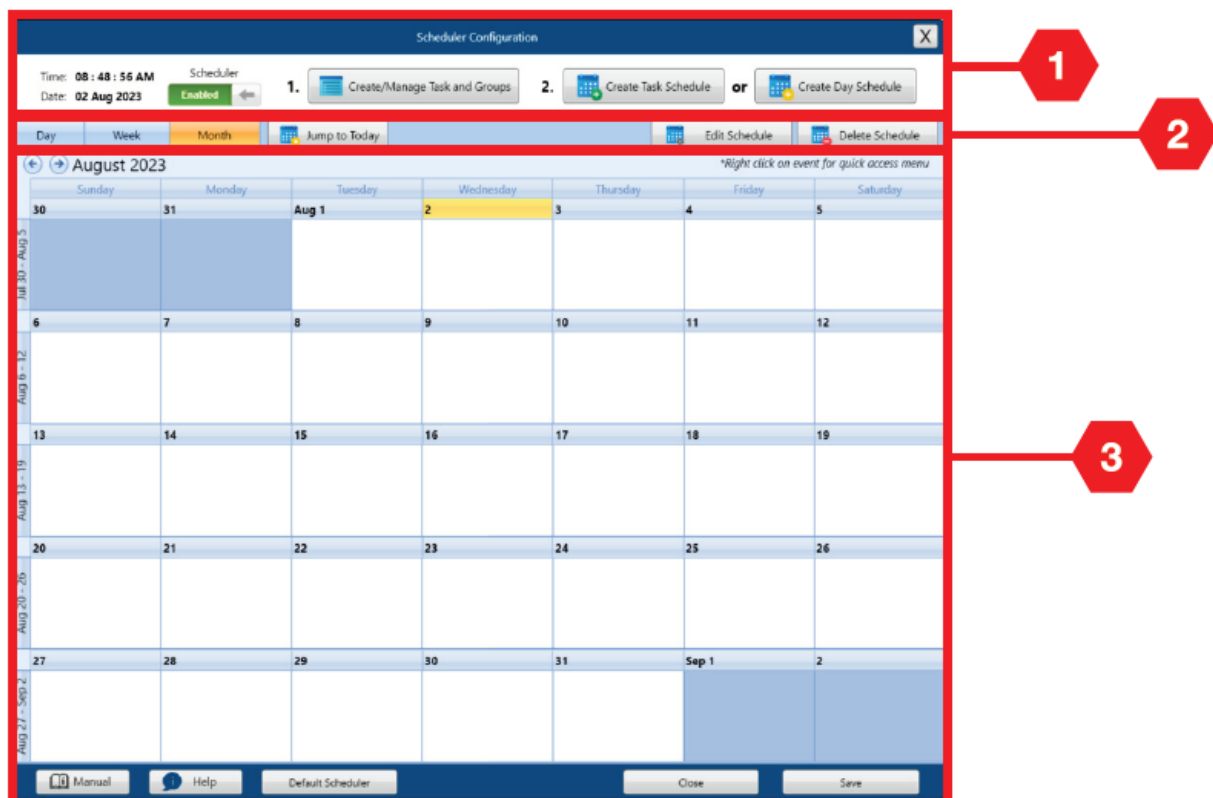 Scheduler Configuration
X
1
Time: 08 : 48 : 56 AM
Scheduler
Date: 02 Aug 2023
Enabled
1.
Create/Manage Task and Groups
2.
Create Task Schedule
or
Create Day Schedule
Day
Week
Month
Jump to Today
Edit Schedule
Delete Schedule
2
August 2023
*Right click on event for quick access menu
Sunday Monday Tuesday Wednesday Thursday Friday Saturday
30 31 Aug 1 2 3 4 5
Jul 30 - Aug 5
6 7 8 9 10 11 12
Aug 6 - 12
13 14 15 16 17 18 19
Aug 13 - 19
3
20 21 22 23 24 25 26
Aug 20 - 26
27 28 29 30 31 Sep 1 2
Aug 27 - Sep 2
Manual
Help
Default Scheduler
Close
Save